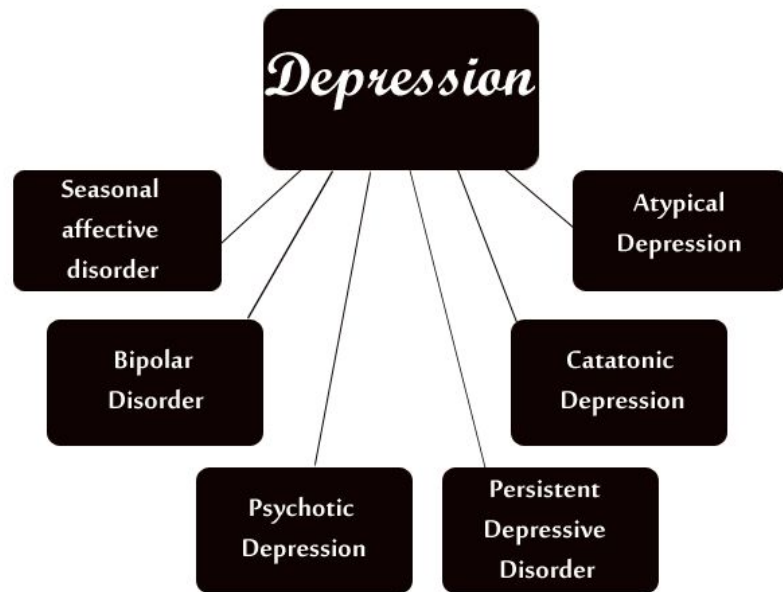 Depression
Seasonal
affective
disorder
Atypical
Depression
Bipolar
Disorder
Catatonic
Depression
Psychotic
Depression
Persistent
Depressive
Disorder